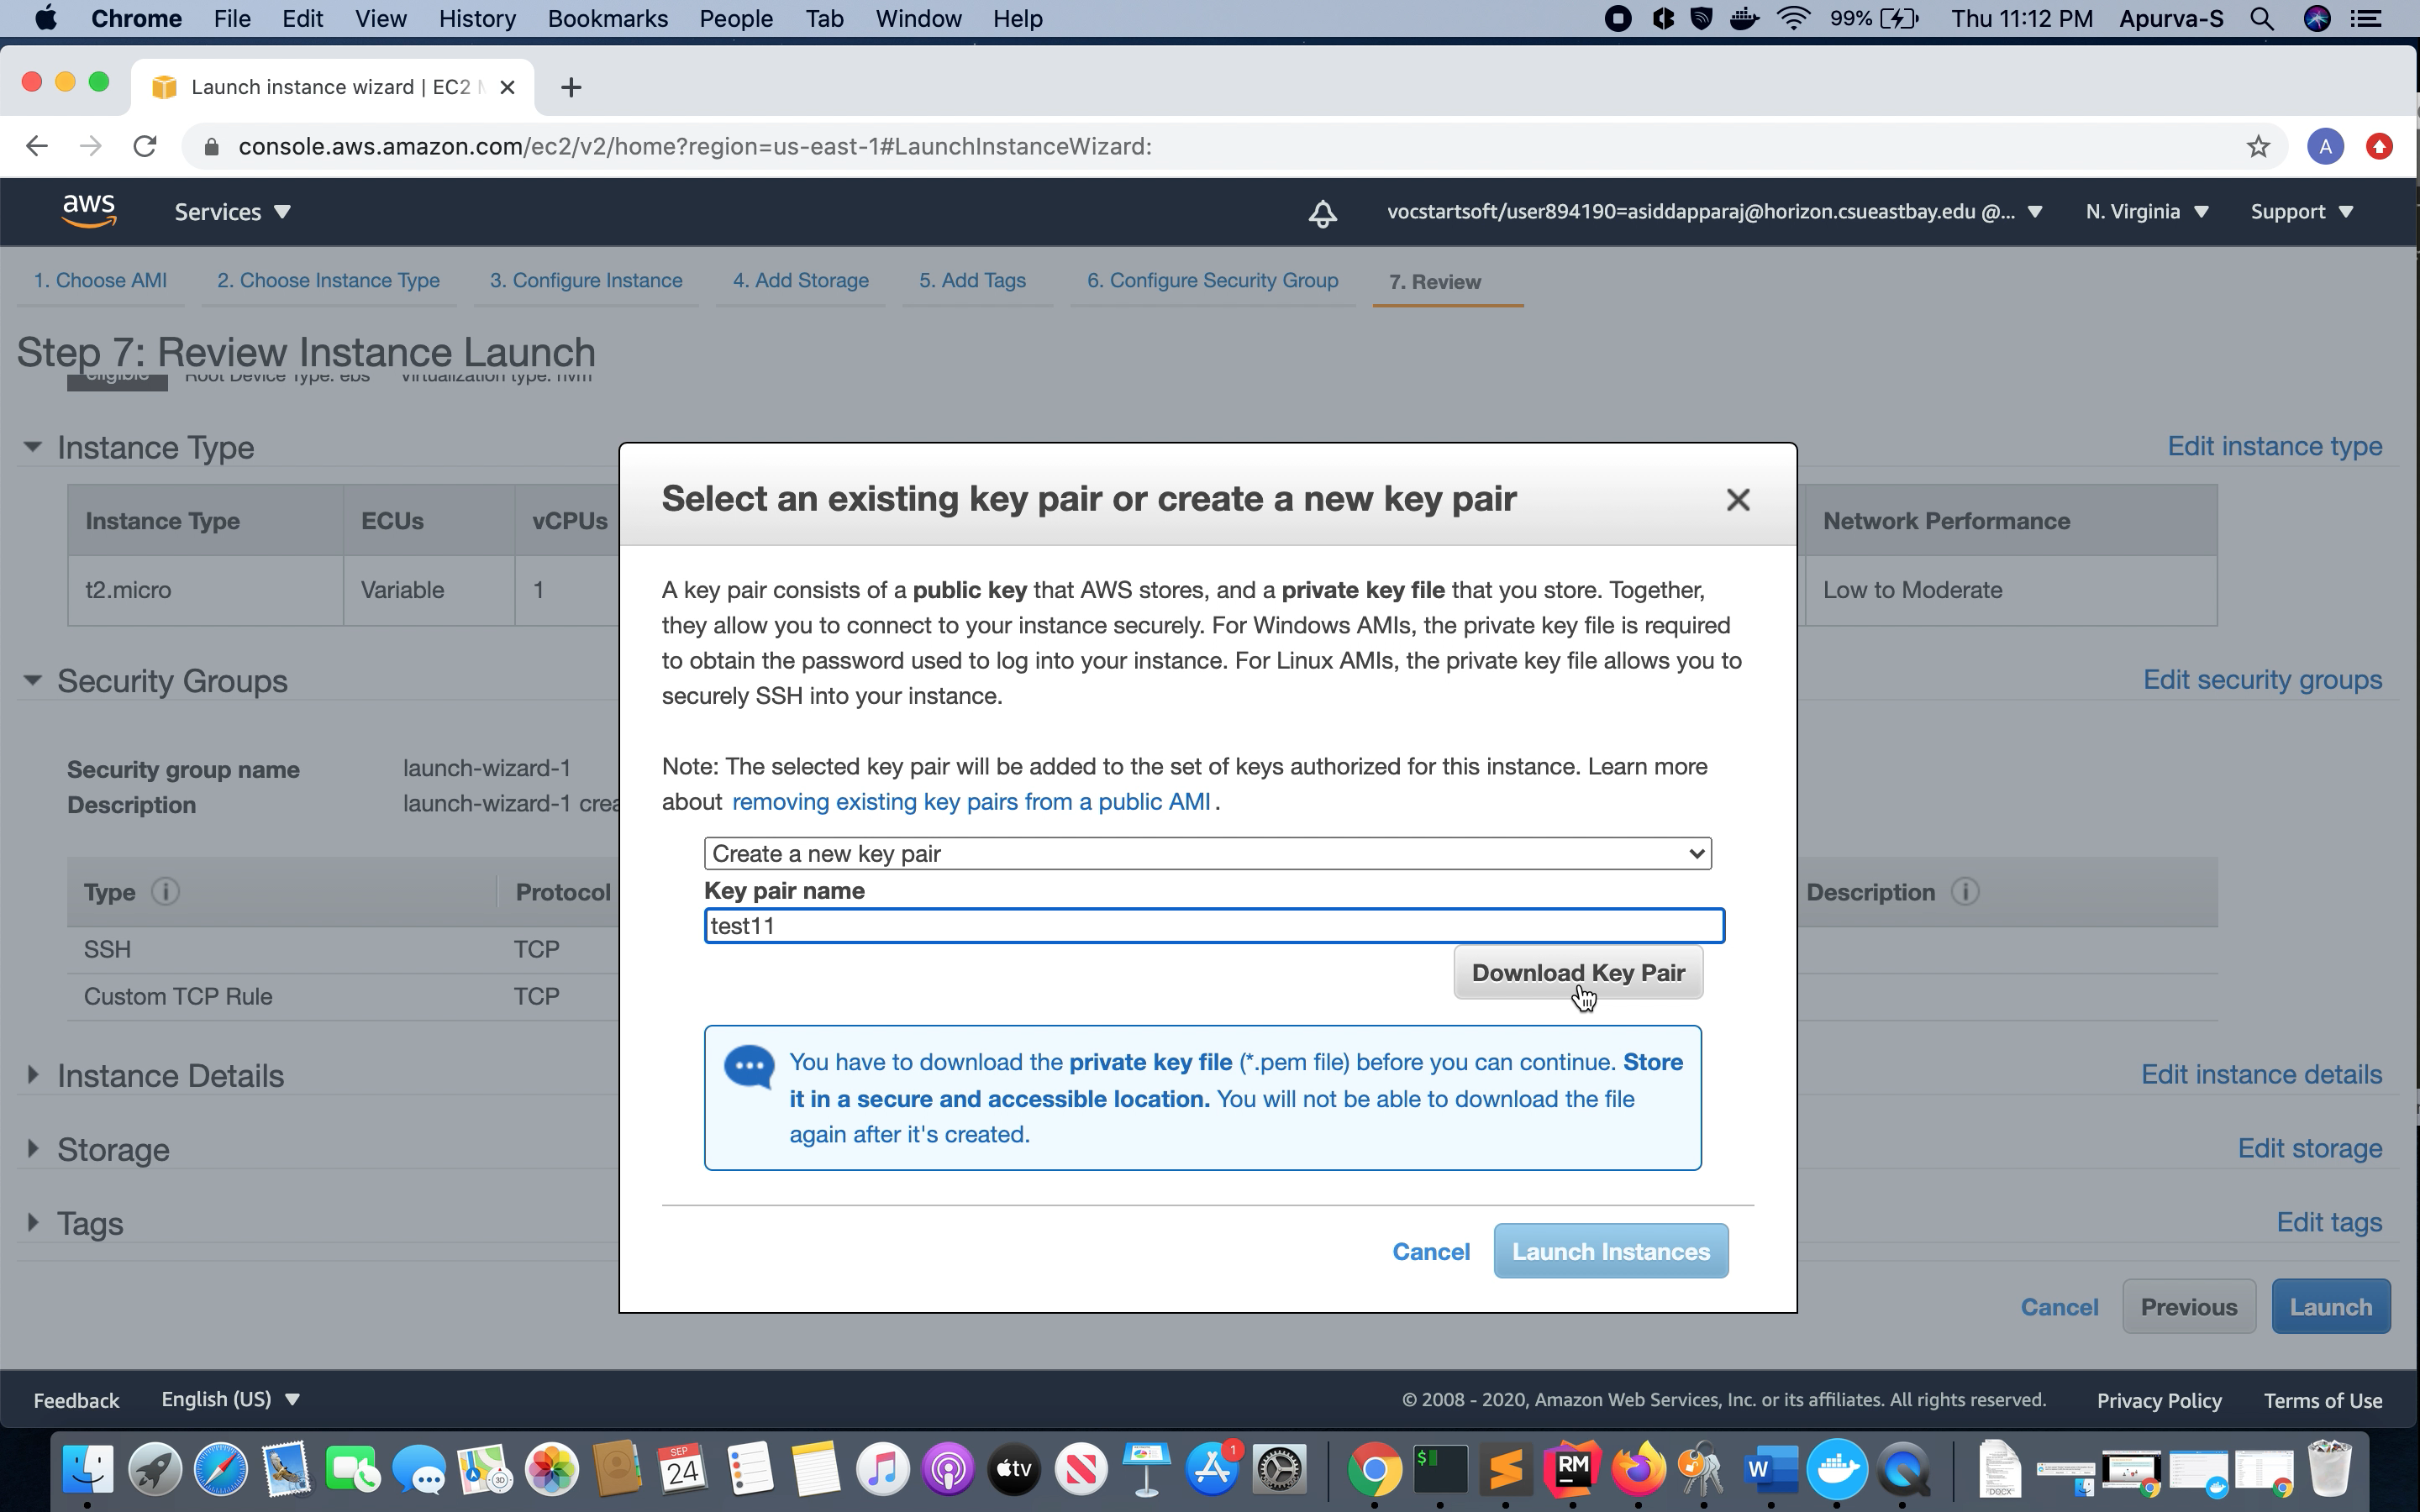 Chrome File Edit View History Bookmarks People Tab Window Help
99% Thu 11:12 PM Apurva-S
Launch instance wizard | EC2
console.aws.amazon.com/ec2/v2/home?region=us-east-1#LaunchInstanceWizard:
A
aws Services vocstartsoft/user894190=asiddapparaj@horizon.csueastbay.edu @... N. Virginia Support
1. Choose AMI 2. Choose Instance Type 3. Configure Instance 4. Add Storage 5. Add Tags 6. Configure Security Group 7. Review
Step 7: Review Instance Launch
eligible Root Device Type: ebs Virtualization type: hvm
Instance Type Edit instance type
Instance Type ECUs vCPUs Network Performance
t2.micro Variable 1 Low to Moderate
Security Groups Edit security groups
Security group name launch-wizard-1
Description launch-wizard-1 crea
Type Protocol Description
SSH TCP
Custom TCP Rule TCP
Instance Details Edit instance details
Storage Edit storage
Tags Edit tags
Cancel Previous Launch
Select an existing key pair or create a new key pair
A key pair consists of a public key that AWS stores, and a private key file that you store. Together,
they allow you to connect to your instance securely. For Windows AMIs, the private key file is required
to obtain the password used to log into your instance. For Linux AMIs, the private key file allows you to
securely SSH into your instance.
Note: The selected key pair will be added to the set of keys authorized for this instance. Learn more
about removing existing key pairs from a public AMI.
Create a new key pair
Key pair name
test11
Download Key Pair
You have to download the private key file (*.pem file) before you can continue. Store
it in a secure and accessible location. You will not be able to download the file
again after it's created.
Cancel Launch Instances
Feedback English (US) © 2008 - 2020, Amazon Web Services, Inc. or its affiliates. All rights reserved. Privacy Policy Terms of Use
3D SEP 24 tv 1 $ RM W DOCX